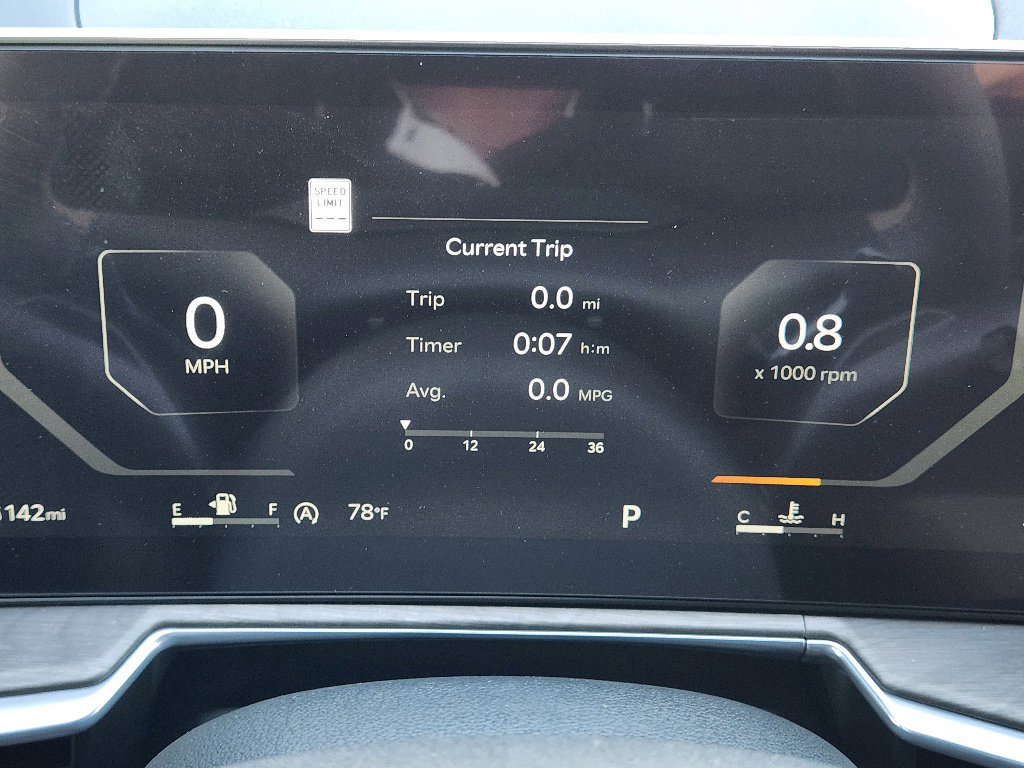 SPEED
LIMIT
---
Current Trip
Trip 0.0 mi
Timer 0:07 h:m
Avg. 0.0 MPG
0 12 24 36
0
MPH
0.8
x 1000 rpm
142mi
E F
A
78°F
P
C H